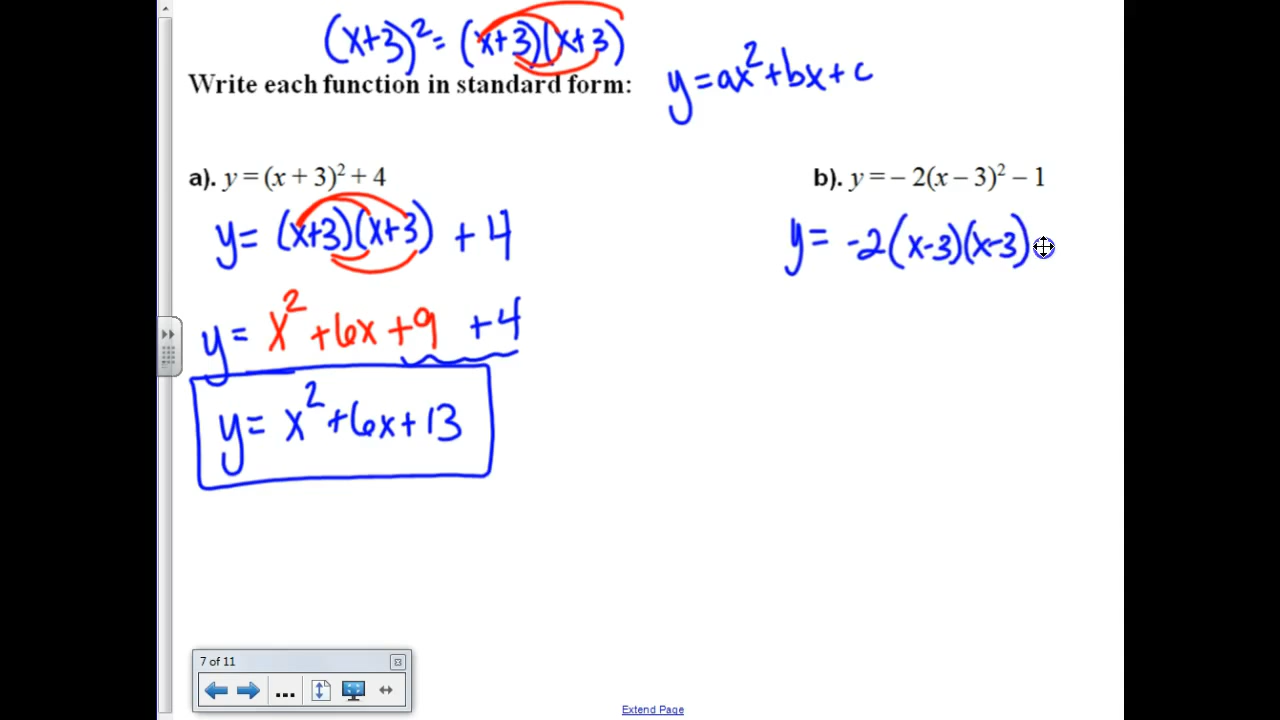 (x+3)² = (x+3)(x+3)
Write each function in standard form: y = ax² + bx + c
a). y = (x + 3)² + 4
b). y = – 2(x – 3)² – 1
y = (x+3)(x+3) + 4
y = -2(x-3)(x-3)
y = x² + 6x + 9 + 4
y = x² + 6x + 13
7 of 11
...
Extend Page